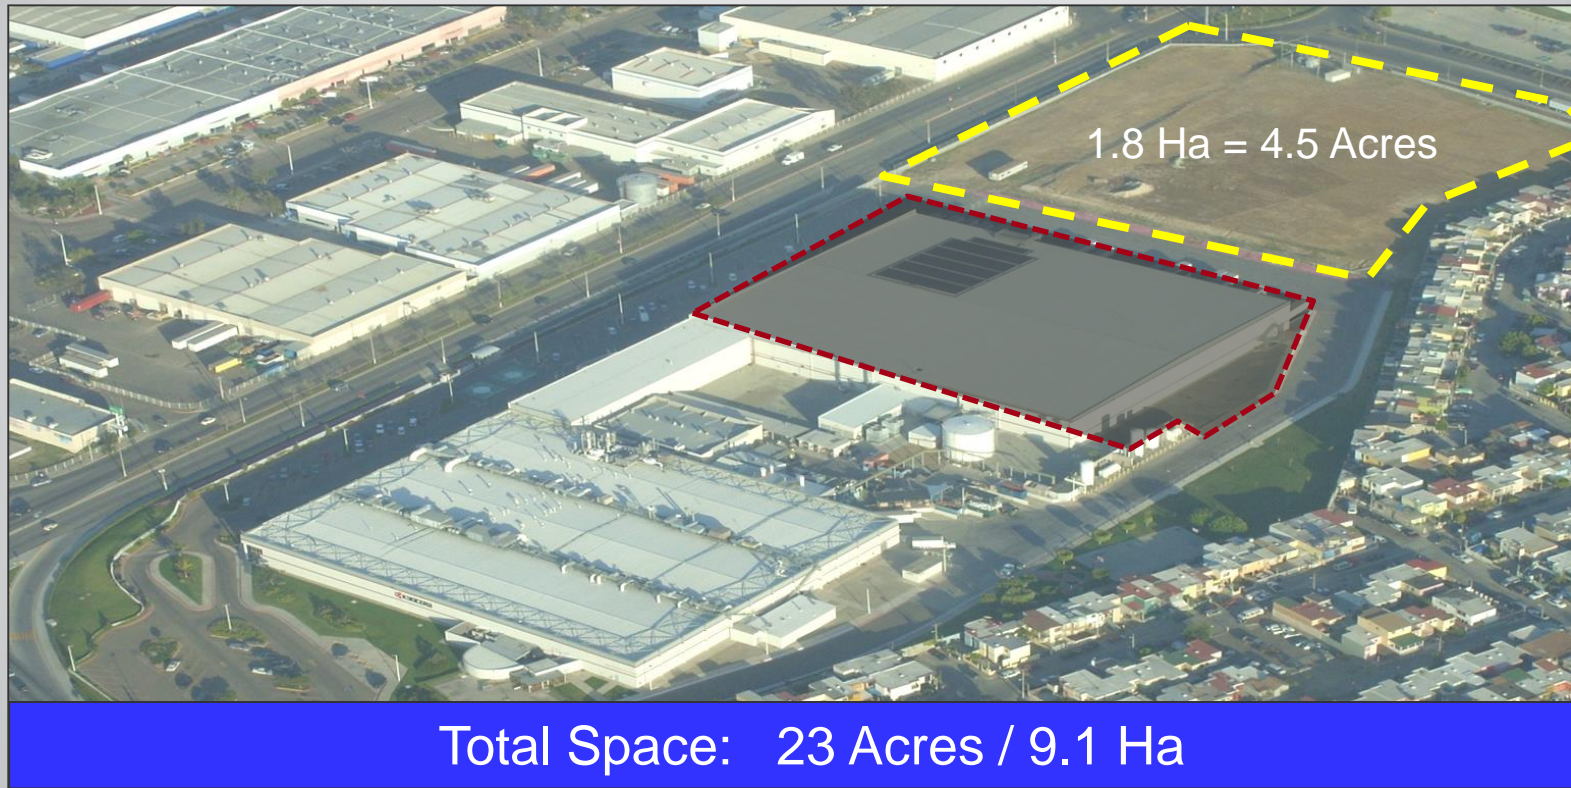 1.8 Ha = 4.5 Acres
Total Space: 23 Acres / 9.1 Ha